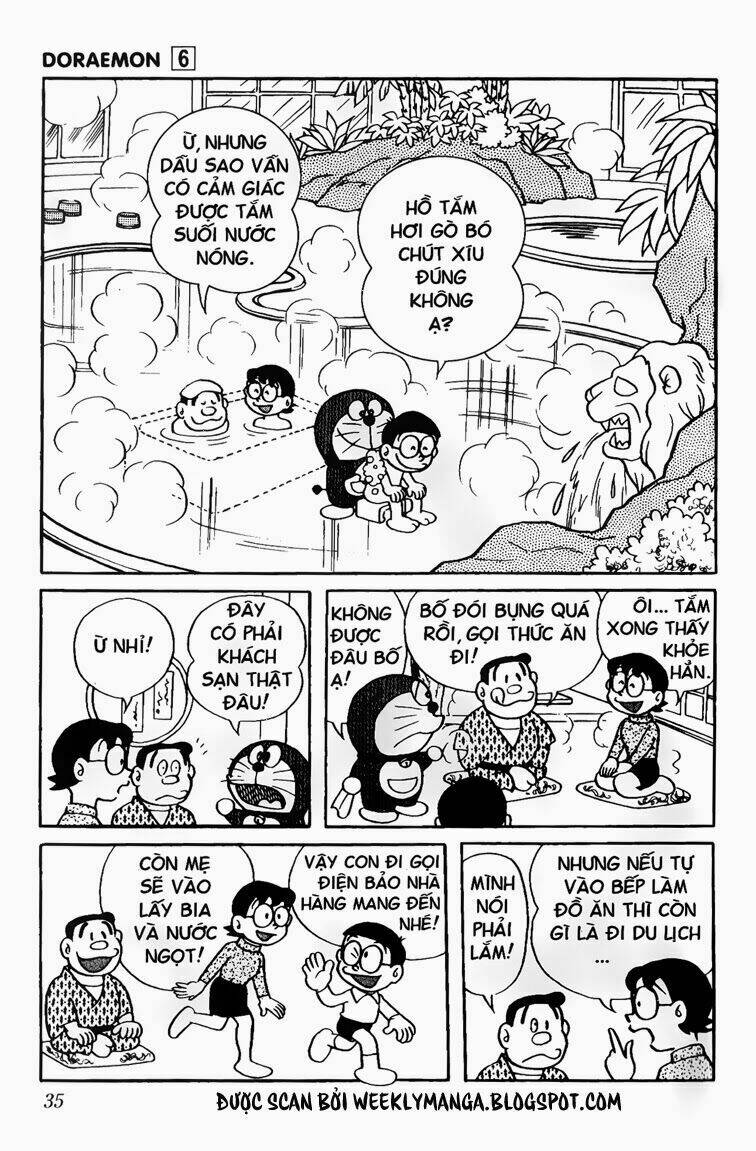 DORAEMON 6
HỒ TẮM
HƠI GÒ BÓ
CHÚT XÍU
ĐÚNG
KHÔNG
Ạ?
Ừ, NHƯNG
DẦU SAO VẪN
CÓ CẢM GIÁC
ĐƯỢC TẮM
SUỐI NƯỚC
NÓNG.
ÔI... TẮM
XONG THẤY
KHỎE
HẲN.
BỐ ĐÓI BỤNG QUÁ
RỒI, GỌI THỨC ĂN
ĐI!
KHÔNG
ĐƯỢC
ĐÂU BỐ
Ạ!
ĐÂY
CÓ PHẢI
KHÁCH
SẠN THẬT
ĐÂU!
Ừ NHỈ!
NHƯNG NẾU TỰ
VÀO BẾP LÀM
ĐỒ ĂN THÌ CÒN
GÌ LÀ ĐI DU LỊCH
...
MÌNH
NÓI PHẢI
LẮM!
VẬY CON ĐI GỌI
ĐIỆN BẢO NHÀ
HÀNG MANG ĐẾN
NHÉ!
CÒN MẸ
SẼ VÀO
LẤY BIA
VÀ NƯỚC
NGỌT!
35
ĐƯỢC SCAN BỞI WEEKLYMANGA.BLOGSPOT.COM